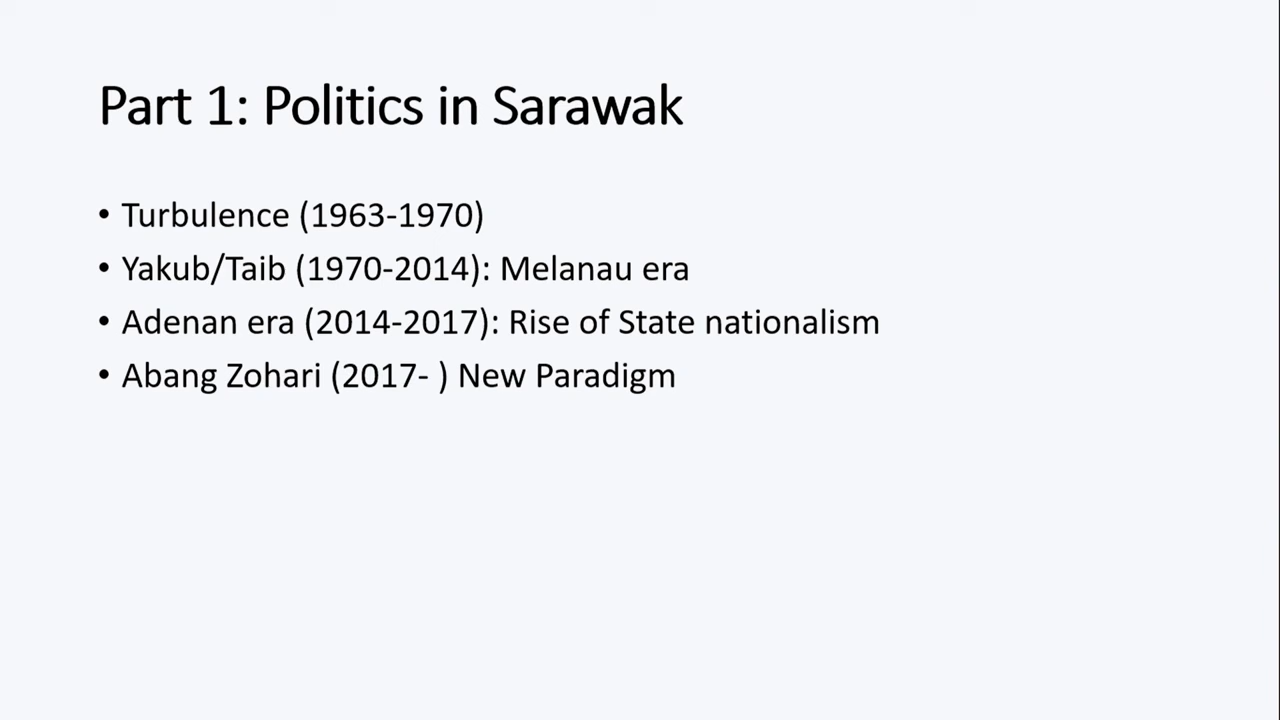 Part 1: Politics in Sarawak
• Turbulence (1963-1970)
• Yakub/Taib (1970-2014): Melanau era
• Adenan era (2014-2017): Rise of State nationalism
• Abang Zohari (2017- ) New Paradigm